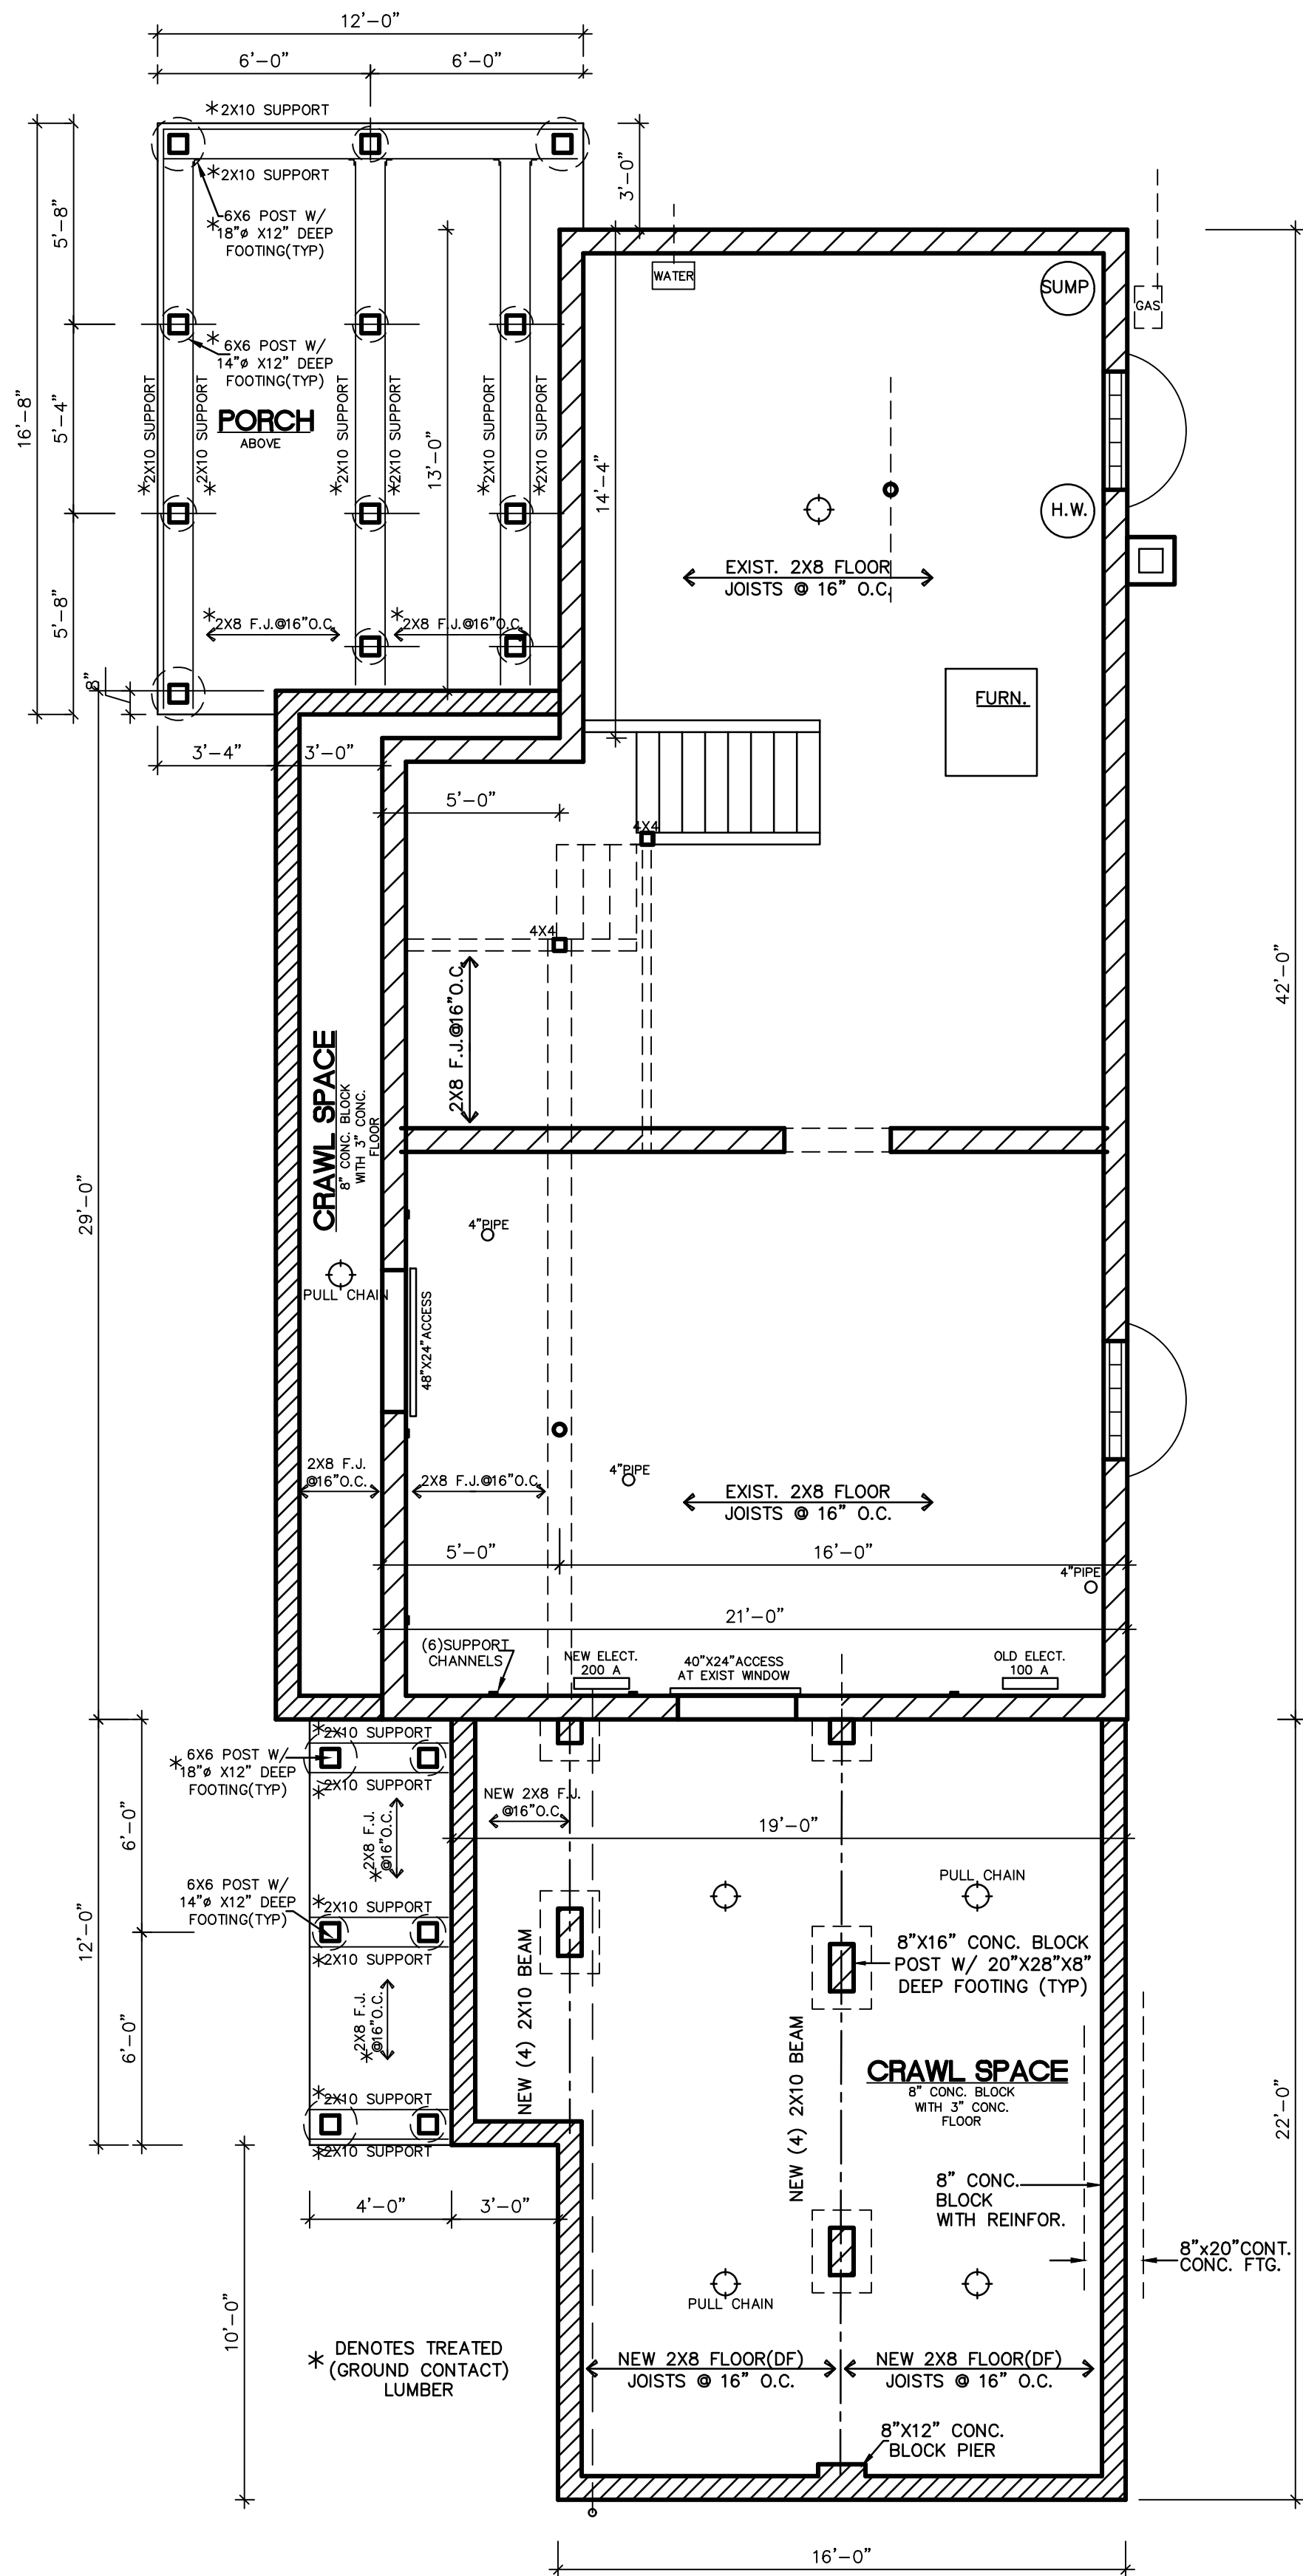 12'-0"
6'-0"
6'-0"
*2X10 SUPPORT
*2X10 SUPPORT
3'-0"
5'-8"
*6X6 POST W/
18"ø X12" DEEP
FOOTING(TYP)
WATER
SUMP
GAS
* 6X6 POST W/
14"ø X12" DEEP
FOOTING(TYP)
16'-8"
5'-4"
*2X10 SUPPORT
*2X10 SUPPORT
PORCH
ABOVE
*2X10 SUPPORT
*2X10 SUPPORT
13'-0"
*2X10 SUPPORT
*2X10 SUPPORT
14'-4"
H.W.
EXIST. 2X8 FLOOR
JOISTS @ 16" O.C.
5'-8"
*2X8 F.J.@16"O.C.
*2X8 F.J.@16"O.C.
8"
FURN.
3'-4"
3'-0"
5'-0"
4X4
4X4
42'-0"
2X8 F.J.@16"O.C.
CRAWL SPACE
8" CONC. BLOCK
WITH 3" CONC.
FLOOR
29'-0"
4"PIPE
PULL CHAIN
48"X24"ACCESS
2X8 F.J.
@16"O.C.
2X8 F.J.@16"O.C.
4"PIPE
EXIST. 2X8 FLOOR
JOISTS @ 16" O.C.
5'-0"
16'-0"
4"PIPE
21'-0"
(6)SUPPORT
CHANNELS
NEW ELECT.
200 A
40"X24"ACCESS
AT EXIST WINDOW
OLD ELECT.
100 A
*2X10 SUPPORT
*6X6 POST W/
18"ø X12" DEEP
FOOTING(TYP)
*2X10 SUPPORT
NEW 2X8 F.J.
@16"O.C.
6'-0"
*2X8 F.J.
@16"O.C.
19'-0"
6X6 POST W/
14"ø X12" DEEP
FOOTING(TYP)
*2X10 SUPPORT
PULL CHAIN
12'-0"
*2X10 SUPPORT
NEW (4) 2X10 BEAM
8"X16" CONC. BLOCK
POST W/ 20"X28"X8"
DEEP FOOTING (TYP)
6'-0"
*2X8 F.J.
@16"O.C.
NEW (4) 2X10 BEAM
CRAWL SPACE
8" CONC. BLOCK
WITH 3" CONC.
FLOOR
*2X10 SUPPORT
22'-0"
*2X10 SUPPORT
8" CONC.
BLOCK
WITH REINFOR.
4'-0"
3'-0"
8"x20"CONT.
CONC. FTG.
PULL CHAIN
10'-0"
* DENOTES TREATED
(GROUND CONTACT)
LUMBER
NEW 2X8 FLOOR(DF)
JOISTS @ 16" O.C.
NEW 2X8 FLOOR(DF)
JOISTS @ 16" O.C.
8"X12" CONC.
BLOCK PIER
16'-0"